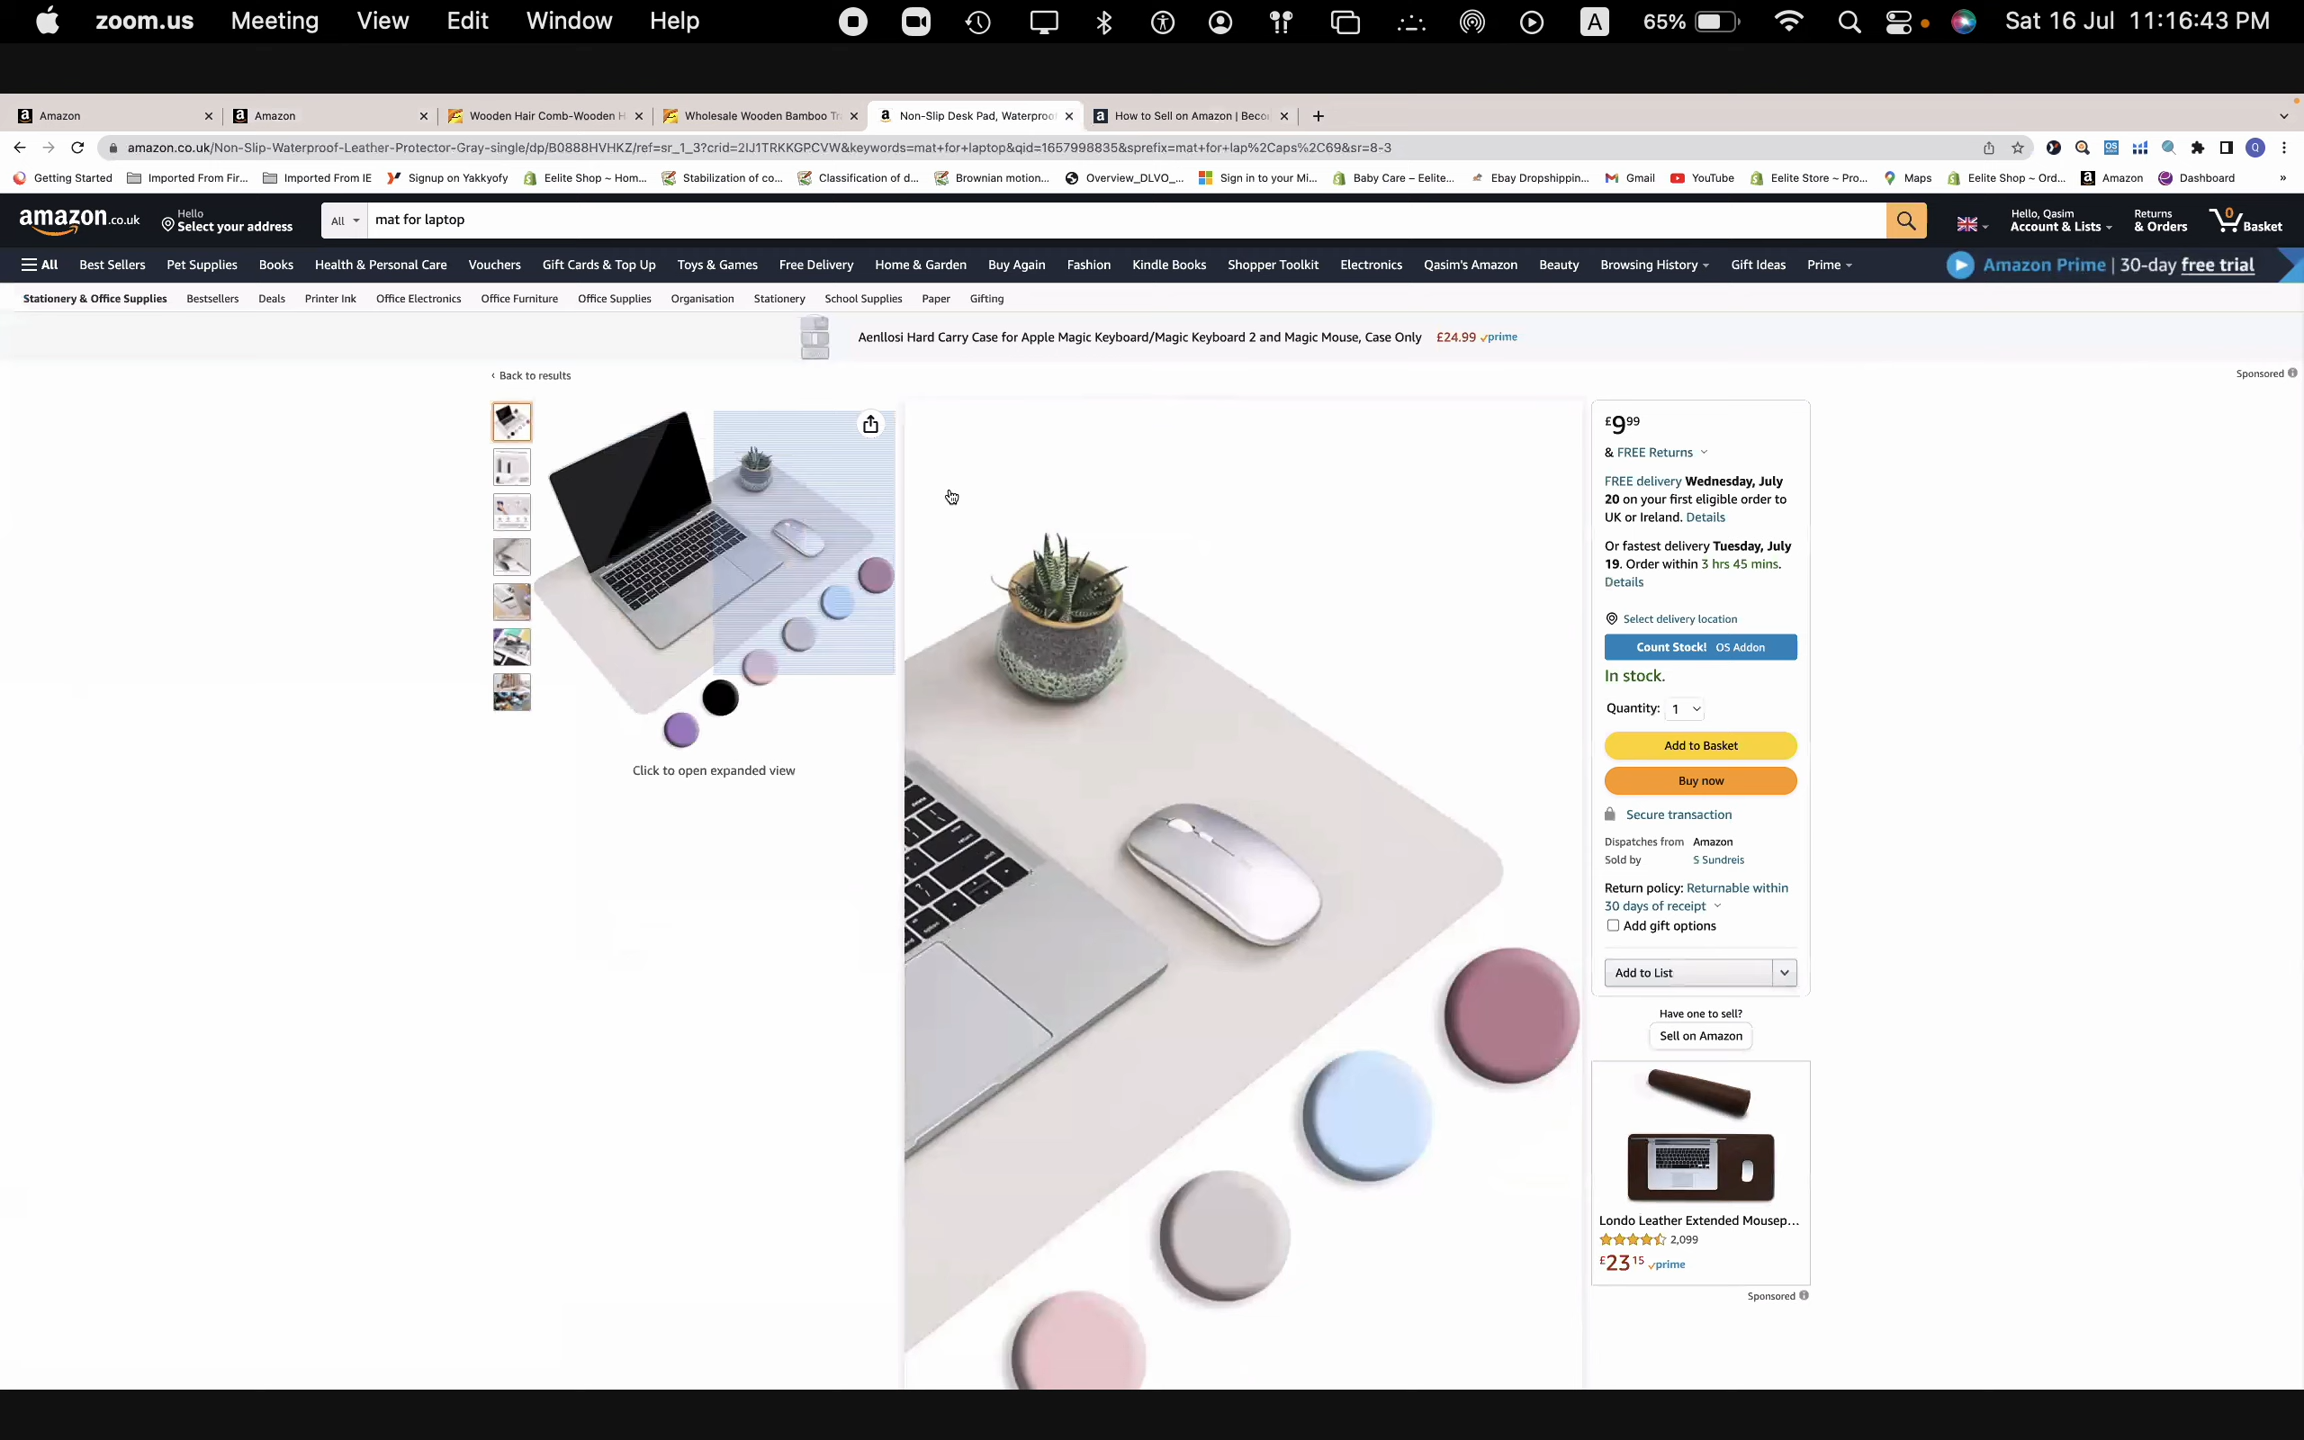 zoom.us Meeting View Edit Window Help A 65% Sat 16 Jul 11:16:43 PM
Amazon Amazon Wooden Hair Comb-Wooden H Wholesale Wooden Bamboo Tr Non-Slip Desk Pad, Waterproof How to Sell on Amazon | Beco
amazon.co.uk/Non-Slip-Waterproof-Leather-Protector-Gray-single/dp/B0888HVHKZ/ref=sr_1_3?crid=2IJ1TRKKGPCVW&keywords=mat+for+laptop&qid=1657998835&sprefix=mat+for+lap%2Caps%2C69&sr=8-3
Getting Started Imported From Fir... Imported From IE Signup on Yakkyofy Eelite Shop ~ Hom... Stabilization of co... Classification of d... Brownian motion... Overview_DLVO_... Sign in to your Mi... Baby Care – Eelite... Ebay Dropshippin... Gmail YouTube Eelite Store ~ Pro... Maps Eelite Shop ~ Ord... Amazon Dashboard »
amazon.co.uk Hello Select your address All mat for laptop Hello, Qasim Account & Lists Returns & Orders 0 Basket
All Best Sellers Pet Supplies Books Health & Personal Care Vouchers Gift Cards & Top Up Toys & Games Free Delivery Home & Garden Buy Again Fashion Kindle Books Shopper Toolkit Electronics Qasim's Amazon Beauty Browsing History Gift Ideas Prime Amazon Prime | 30-day free trial
Stationery & Office Supplies Bestsellers Deals Printer Ink Office Electronics Office Furniture Office Supplies Organisation Stationery School Supplies Paper Gifting
Aenllosi Hard Carry Case for Apple Magic Keyboard/Magic Keyboard 2 and Magic Mouse, Case Only £24.99 prime
‹ Back to results
Sponsored
Click to open expanded view
£9.99
& FREE Returns
FREE delivery Wednesday, July
20 on your first eligible order to
UK or Ireland. Details
Or fastest delivery Tuesday, July
19. Order within 3 hrs 45 mins.
Details
Select delivery location
Count Stock! OS Addon
In stock.
Quantity: 1
Add to Basket
Buy now
Secure transaction
Dispatches from Amazon
Sold by S Sundreis
Return policy: Returnable within
30 days of receipt
Add gift options
Add to List
Have one to sell?
Sell on Amazon
Londo Leather Extended Mousep...
2,099
£23.15 prime
Sponsored